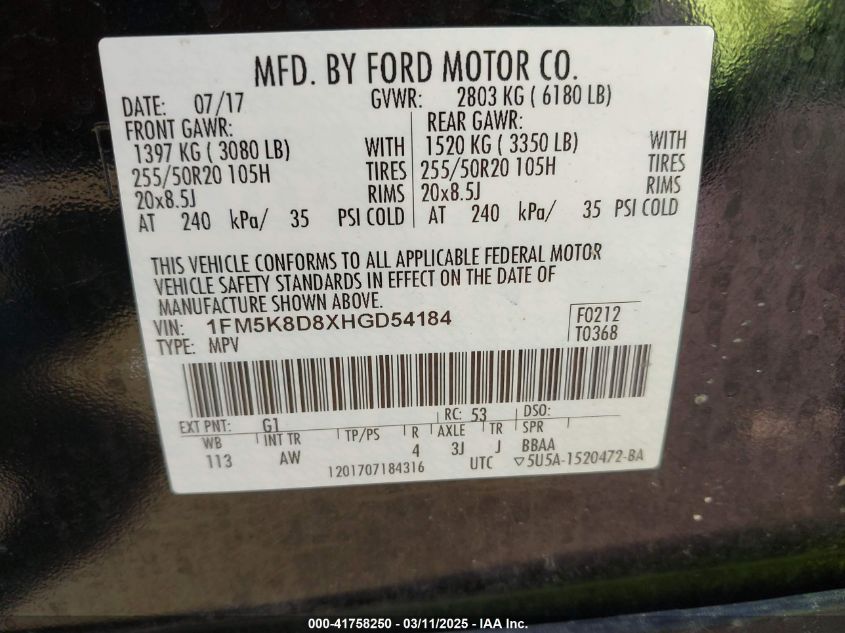 MFD. BY FORD MOTOR CO.
DATE: 07/17 GVWR: 2803 KG ( 6180 LB)
FRONT GAWR: REAR GAWR:
1397 KG ( 3080 LB) WITH 1520 KG ( 3350 LB) WITH
255/50R20 105H TIRES 255/50R20 105H TIRES
20x8.5J RIMS 20x8.5J RIMS
AT 240 kPa/ 35 PSI COLD AT 240 kPa/ 35 PSI COLD
THIS VEHICLE CONFORMS TO ALL APPLICABLE FEDERAL MOTOR
VEHICLE SAFETY STANDARDS IN EFFECT ON THE DATE OF
MANUFACTURE SHOWN ABOVE.
VIN: 1FM5K8D8XHGD54184 F0212
TYPE: MPV T0368
EXT PNT: G1 RC: 53 DSO:
WB INT TR TP/PS R AXLE TR SPR
113 AW 4 3J J BBAA
1201707184316 UTC ▽5U5A-1520472-BA
000-41758250 - 03/11/2025 - IAA Inc.